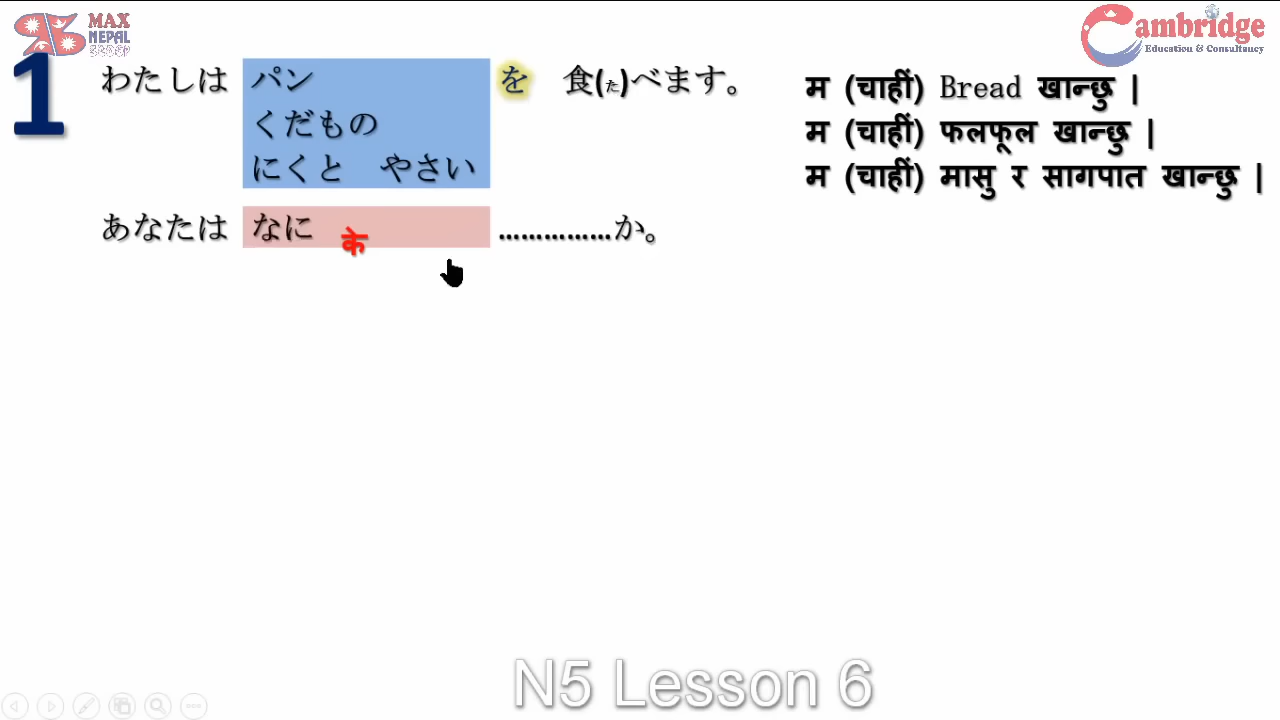 MAX NEPAL GROUP
Cambridge
Education & Consultancy
1
わたしは パン を 食(た)べます。
くだもの
にくと やさい
म (चाहीं) Bread खान्छु |
म (चाहीं) फलफूल खान्छु |
म (चाहीं) मासु र सागपात खान्छु |
あなたは なに के ……………か。
N5 Lesson 6